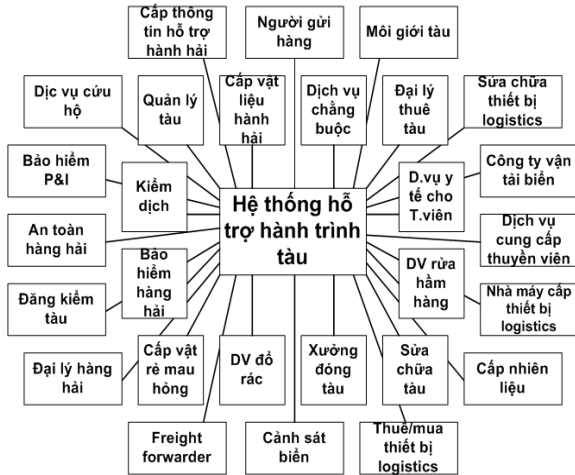 Cấp thông
tin hỗ trợ
hành hải
Người gửi
hàng
Môi giới tàu
Dịc vụ cứu
hộ
Quản lý
tàu
Cấp vật
liệu hành
hải
Dịch vụ
chằng
buộc
Đại lý
thuê
tàu
Sửa chữa
thiết bị
logistics
Bảo hiểm
P&I
Kiểm
dịch
D.vụ y
tế cho
T.viên
Công ty vận
tải biển
Hệ thống hỗ
trợ hành trình
tàu
An toàn
hàng hải
Dịch vụ
cung cấp
thuyền viên
Bảo
hiểm
hàng hải
DV rửa
hầm
hàng
Đăng kiểm
tàu
Nhà máy cấp
thiết bị
logistics
Đại lý hàng
hải
Cấp vật
rẻ mau
hỏng
DV đổ
rác
Xưởng
đóng
tàu
Sửa
chữa
tàu
Cấp nhiên
liệu
Freight
forwarder
Cảnh sát
biển
Thuê/mua
thiết bị
logistics